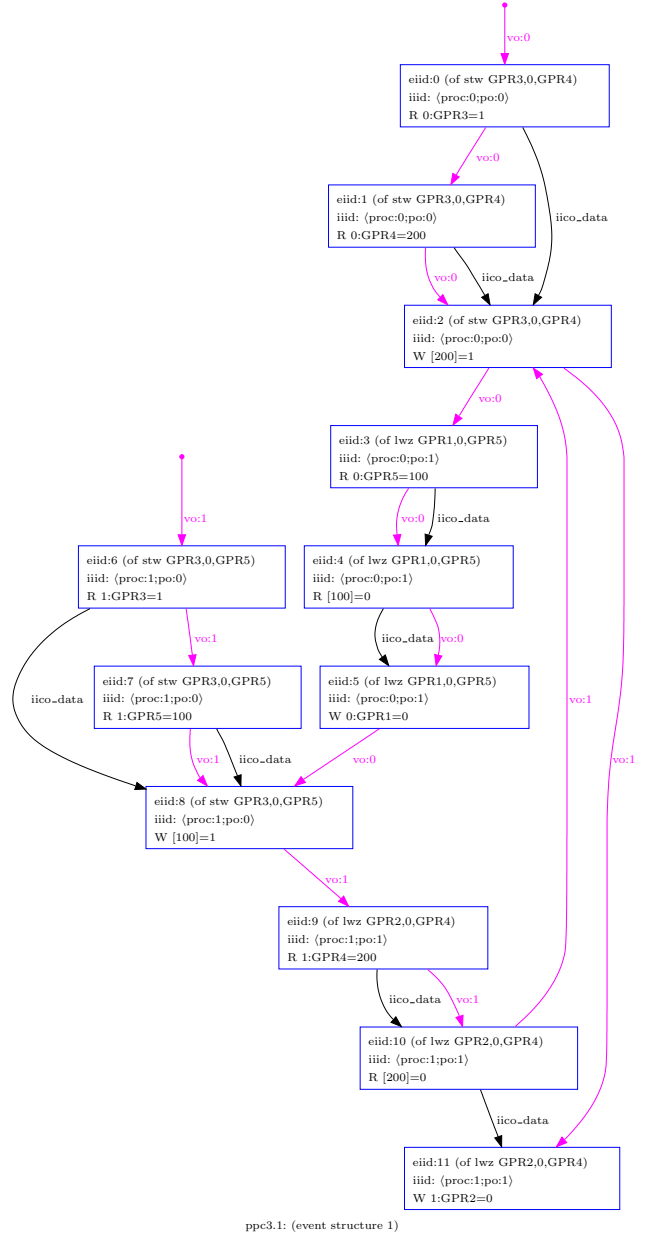 vo:0
eiid:0 (of stw GPR3,0,GPR4)
iiid: ⟨proc:0;po:0⟩
R 0:GPR3=1
vo:0
eiid:1 (of stw GPR3,0,GPR4)
iiid: ⟨proc:0;po:0⟩
R 0:GPR4=200
iico_data
vo:0
iico_data
eiid:2 (of stw GPR3,0,GPR4)
iiid: ⟨proc:0;po:0⟩
W [200]=1
vo:0
eiid:3 (of lwz GPR1,0,GPR5)
iiid: ⟨proc:0;po:1⟩
R 0:GPR5=100
vo:1
vo:0
iico_data
eiid:6 (of stw GPR3,0,GPR5)
iiid: ⟨proc:1;po:0⟩
R 1:GPR3=1
eiid:4 (of lwz GPR1,0,GPR5)
iiid: ⟨proc:0;po:1⟩
R [100]=0
vo:1
iico_data
vo:0
iico_data
eiid:7 (of stw GPR3,0,GPR5)
iiid: ⟨proc:1;po:0⟩
R 1:GPR5=100
eiid:5 (of lwz GPR1,0,GPR5)
iiid: ⟨proc:0;po:1⟩
W 0:GPR1=0
vo:1
vo:1
iico_data
vo:0
vo:1
eiid:8 (of stw GPR3,0,GPR5)
iiid: ⟨proc:1;po:0⟩
W [100]=1
vo:1
eiid:9 (of lwz GPR2,0,GPR4)
iiid: ⟨proc:1;po:1⟩
R 1:GPR4=200
iico_data
vo:1
eiid:10 (of lwz GPR2,0,GPR4)
iiid: ⟨proc:1;po:1⟩
R [200]=0
iico_data
eiid:11 (of lwz GPR2,0,GPR4)
iiid: ⟨proc:1;po:1⟩
W 1:GPR2=0
ppc3.1: (event structure 1)